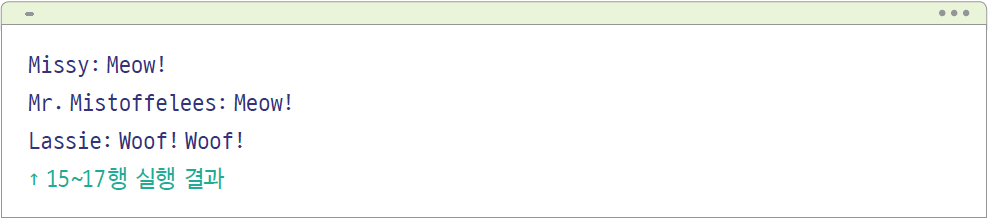 Missy: Meow!
Mr. Mistoffelees: Meow!
Lassie: Woof! Woof!
↑ 15~17행 실행 결과